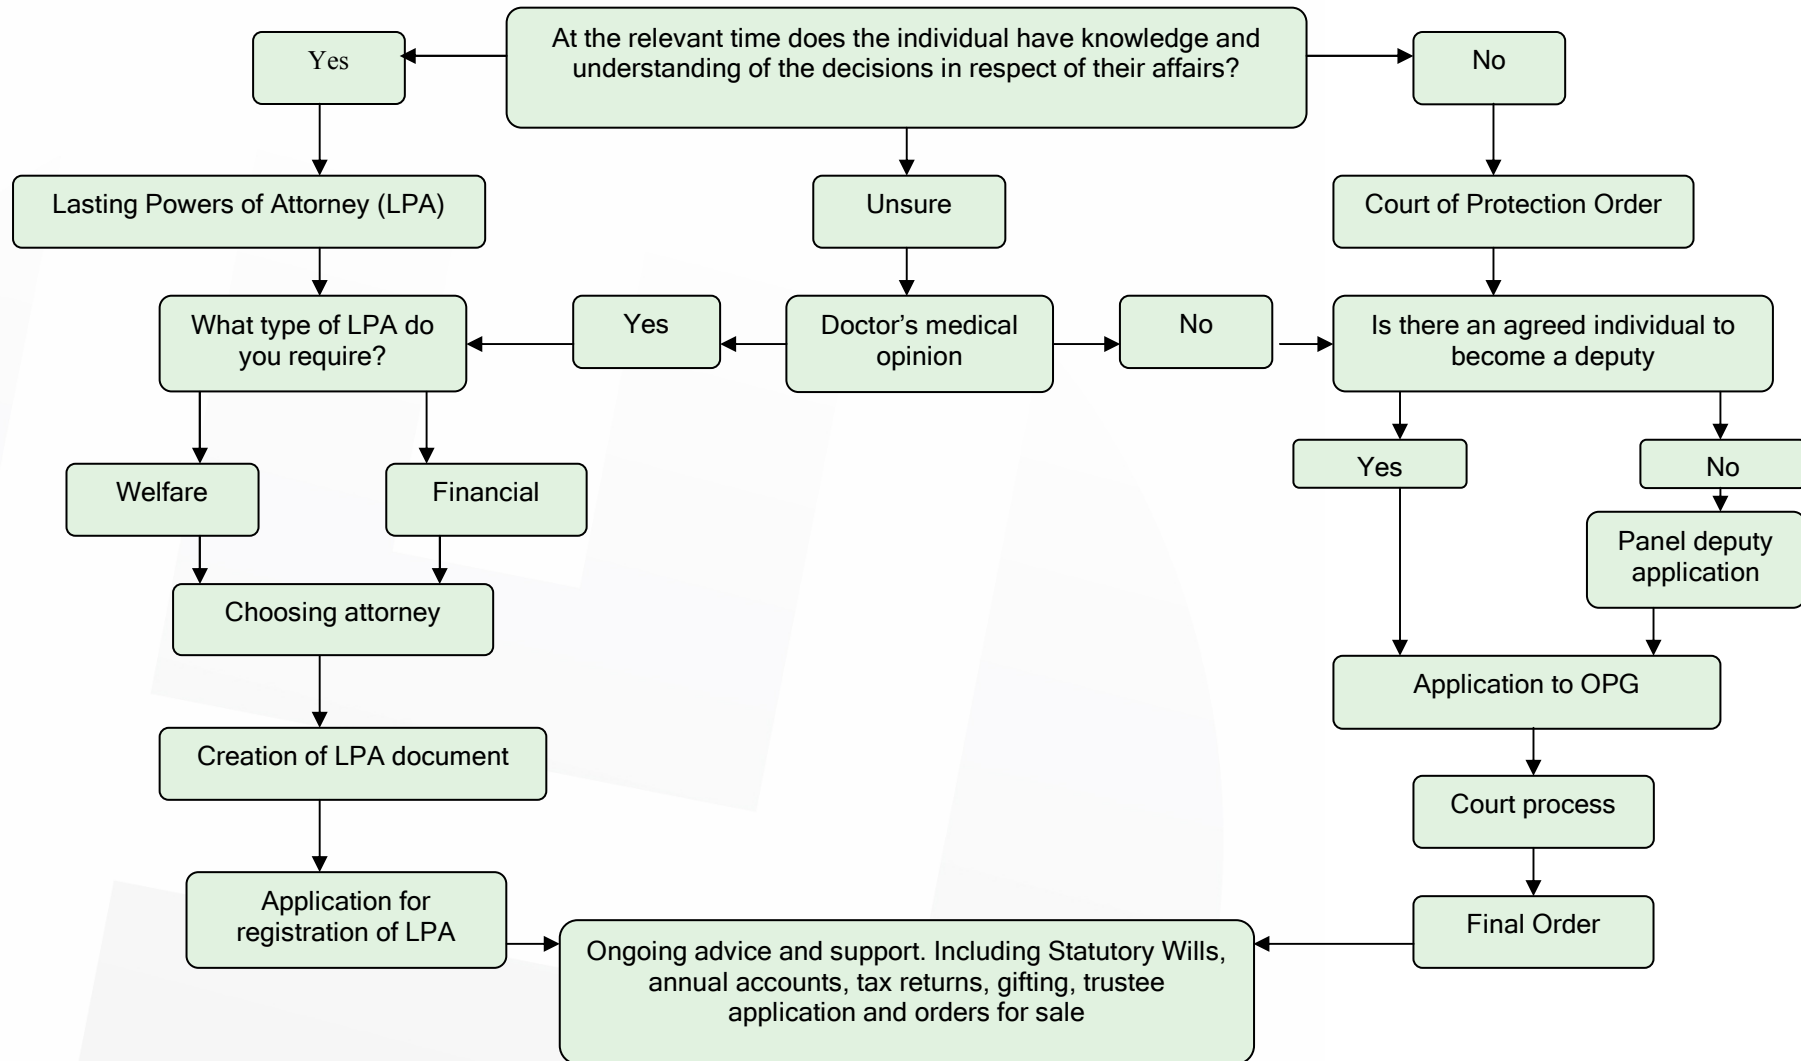 At the relevant time does the individual have knowledge and
understanding of the decisions in respect of their affairs?
Yes
No
Lasting Powers of Attorney (LPA)
Unsure
Court of Protection Order
What type of LPA do
you require?
Yes
Doctor’s medical
opinion
No
Is there an agreed individual to
become a deputy
Yes
No
Welfare
Financial
Panel deputy
application
Choosing attorney
Application to OPG
Creation of LPA document
Court process
Application for
registration of LPA
Final Order
Ongoing advice and support. Including Statutory Wills,
annual accounts, tax returns, gifting, trustee
application and orders for sale